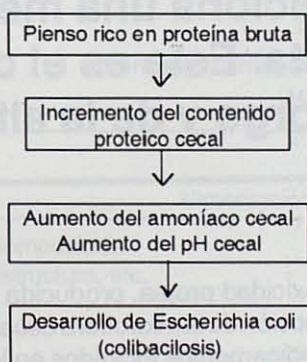 Pienso rico en proteína bruta
Incremento del contenido
proteico cecal
Aumento del amoníaco cecal
Aumento del pH cecal
Desarrollo de Escherichia coli
(colibacilosis)